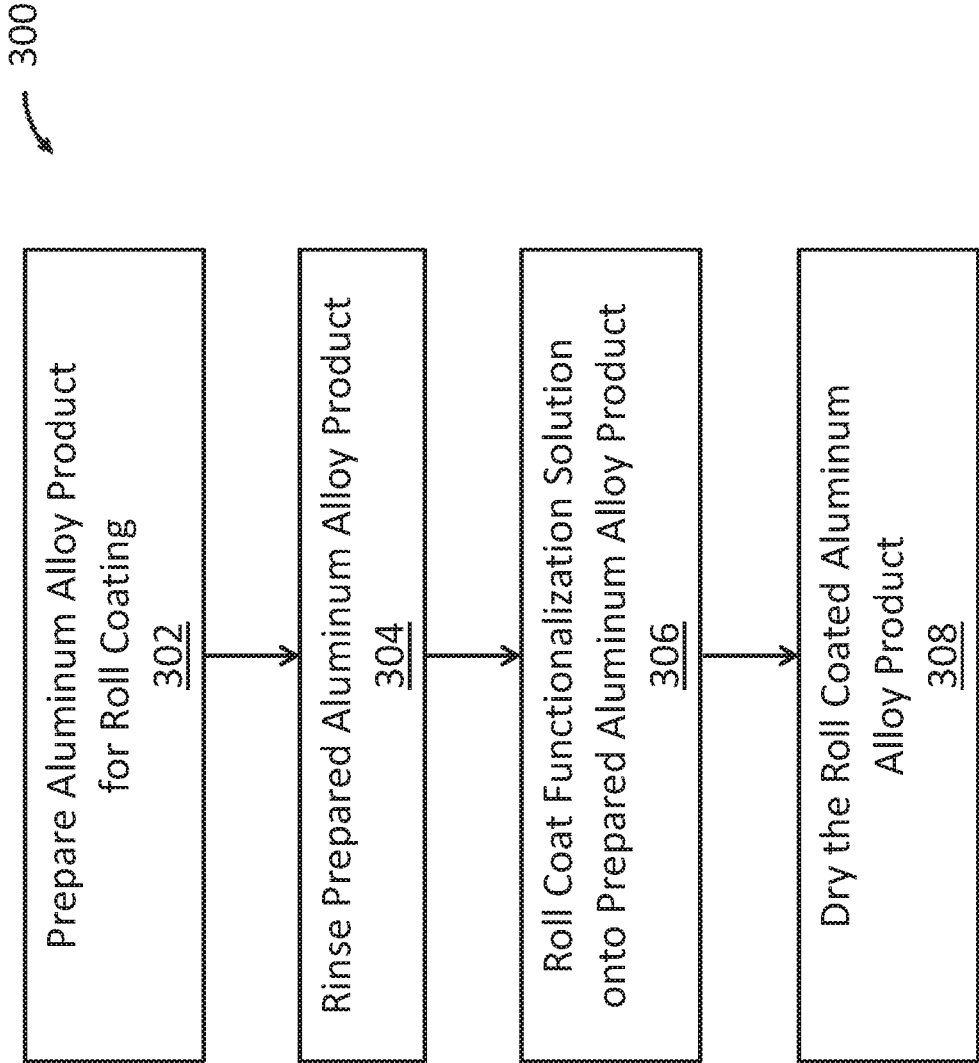 300
Prepare Aluminum Alloy Product
for Roll Coating
302
Rinse Prepared Aluminum Alloy Product
304
Roll Coat Functionalization Solution
onto Prepared Aluminum Alloy Product
306
Dry the Roll Coated Aluminum
Alloy Product
308